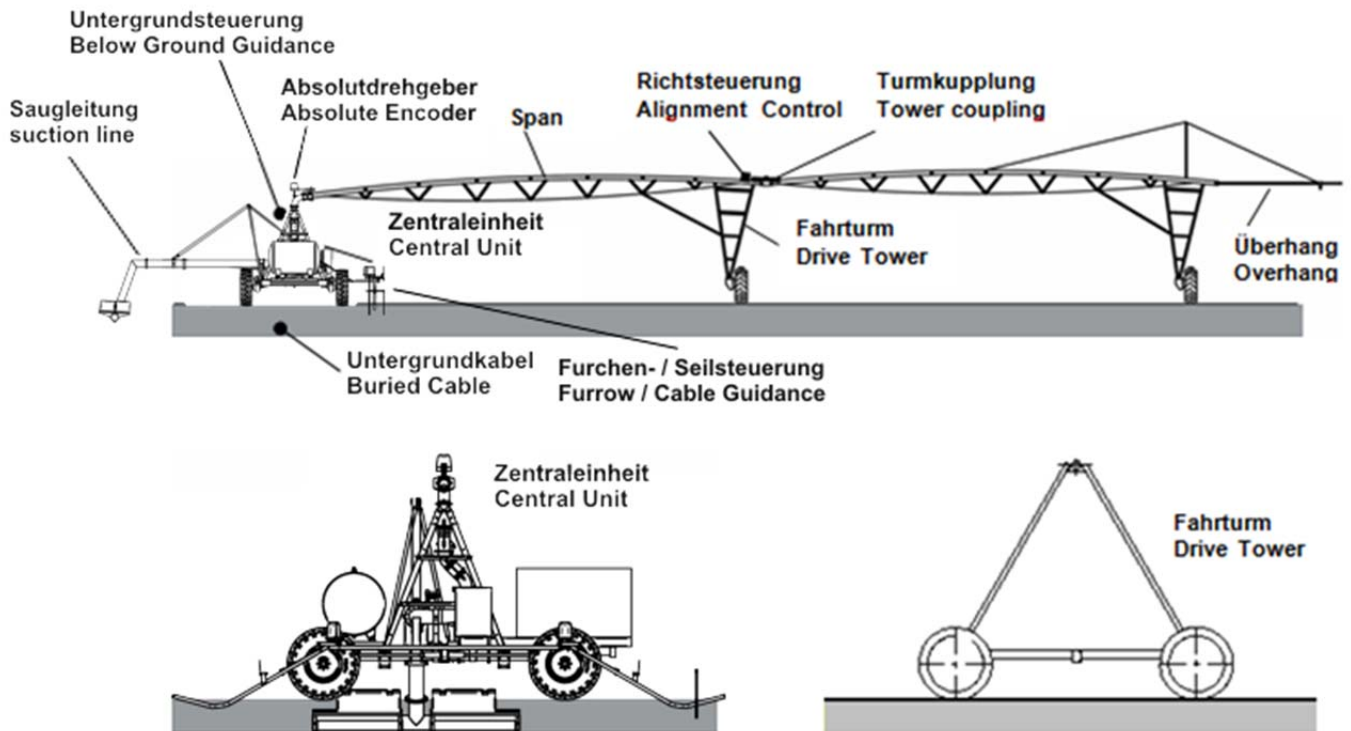 Untergrundsteuerung
Below Ground Guidance
Absolutdrehgeber
Absolute Encoder
Saugleitung
suction line
Span
Richtsteuerung
Alignment Control
Turmkupplung
Tower coupling
Zentraleinheit
Central Unit
Fahrturm
Drive Tower
Überhang
Overhang
Untergrundkabel
Buried Cable
Furchen- / Seilsteuerung
Furrow / Cable Guidance
Zentraleinheit
Central Unit
Fahrturm
Drive Tower